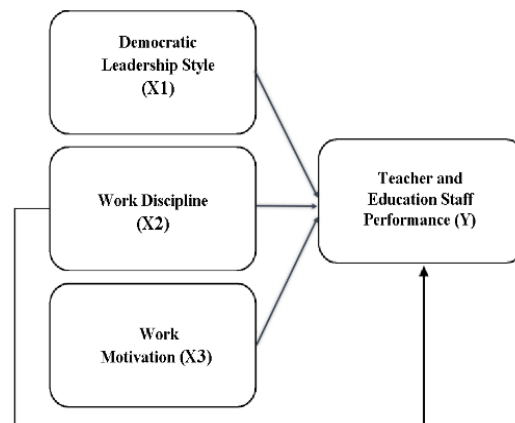 Democratic
Leadership Style
(X1)
Work Discipline
(X2)
Work
Motivation (X3)
Teacher and
Education Staff
Performance (Y)